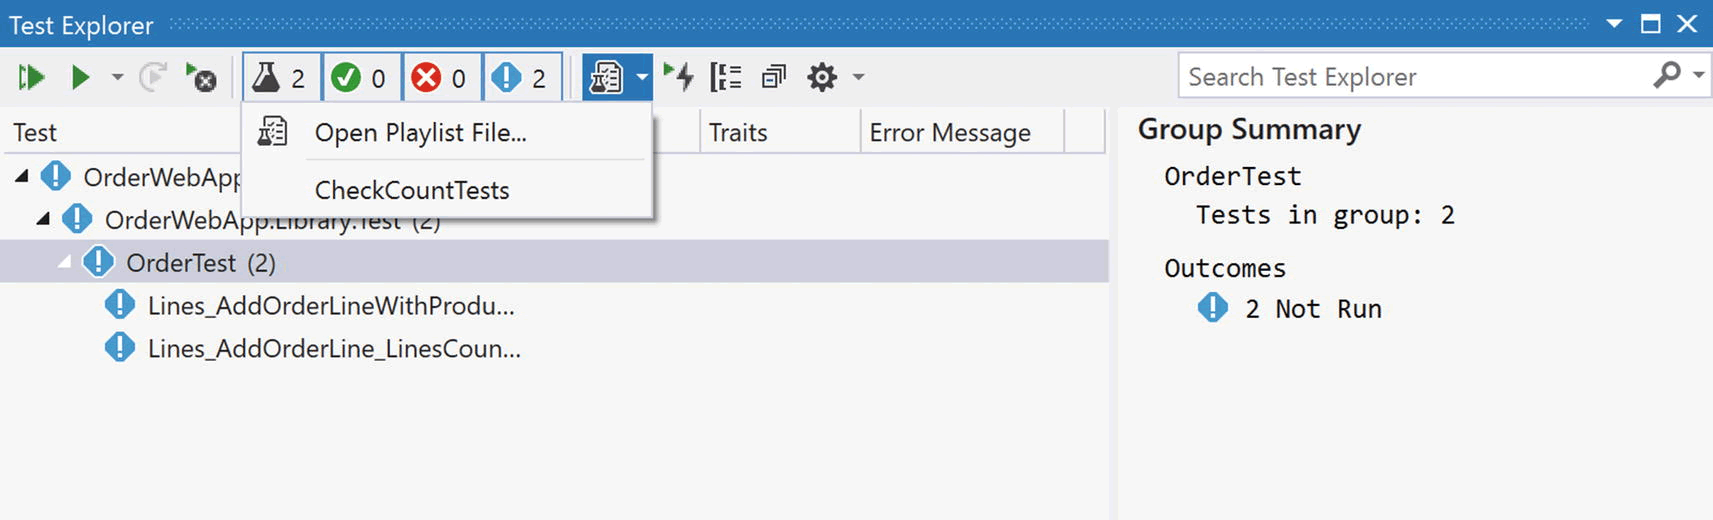 Test Explorer
2 0 0 2
Search Test Explorer
Open Playlist File...
CheckCountTests
Test Traits Error Message
OrderWebApp
OrderWebApp.Library.Test (2)
OrderTest (2)
Lines_AddOrderLineWithProdu...
Lines_AddOrderLine_LinesCoun...
Group Summary
OrderTest
Tests in group: 2
Outcomes
2 Not Run